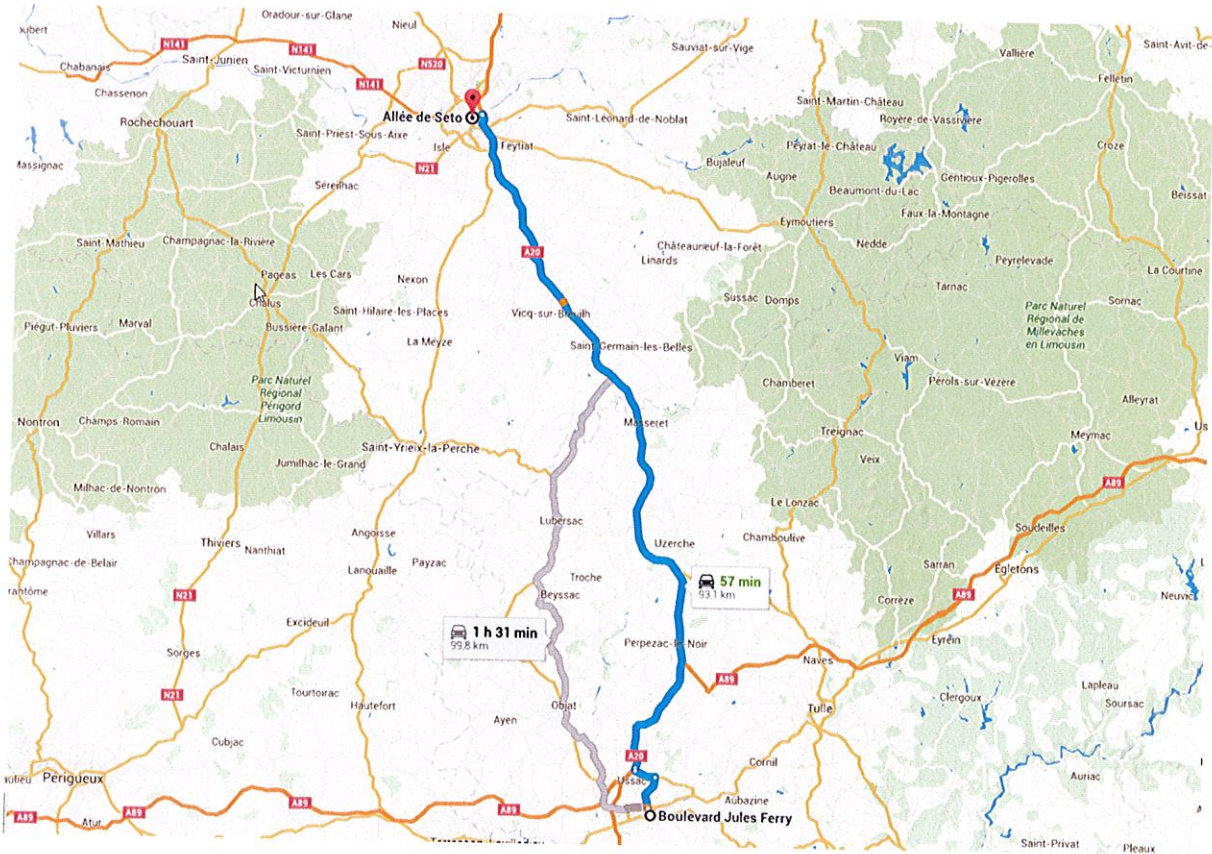 Oradour-sur-Glane
Nieul
Saint-Avit-de-
N141
N141
Sauviat-sur-Vige
Vallière
Chabanais
Saint-Junien
N520
Saint-Victurnien
N141
Felletin
Chassenon
Saint-Martin-Château
Rochechouart
Allée de Seto
Saint-Léonard-de-Noblat
Royère-de-Vassivière
Saint-Priest-Sous-Aixe
Isle
Feytiat
Peyrat-le-Château
Croze
Massignac
N21
Bujaleuf
Augne
Gentioux-Pigerolles
Séreilhac
Beaumont-du-Lac
Beissat
Eymoutiers
Faux-la-Montagne
Saint-Mathieu
Champagnac-la-Rivière
Châteauneuf-la-Forêt
Nedde
A20
Linards
Peyrelevade
La Courtine
Pageas
Les Cars
Nexon
Tarnac
Châlus
Sussac
Domps
Sornac
Saint-Hilaire-les-Places
Vicq-sur-Breuilh
Parc Naturel
Régional de
Millevaches
en Limousin
Piégut-Pluviers
Marval
Bussière-Galant
La Meyze
Saint-Germain-les-Belles
Viam
Parc Naturel
Régional
Périgord
Limousin
Chamberet
Pérols-sur-Vézère
Alleyrat
Nontron
Champs-Romain
Masseret
Treignac
Us
Chalais
Saint-Yrieix-la-Perche
Meymac
Jumilhac-le-Grand
Veix
Milhac-de-Nontron
A89
Le Lonzac
Lubersac
Soudeilles
Villars
Angoisse
Uzerche
Chamboulive
Thiviers
Nanthiat
Payzac
Champagnac-de-Belair
Lanouaille
Troche
Sarran
Egletons
57 min
93,1 km
Beyssac
A89
Neuvic
rantôme
N21
Corrèze
Excideuil
1 h 31 min
99,8 km
Perpezac-le-Noir
Eyrein
Sorges
Naves
A89
Lapleau
N21
Tourtoirac
Hautefort
Objat
Clergoux
Soursac
Ayen
Tulle
Cubjac
A20
Cornil
Périgueux
Ussac
Auriac
A89
Aubazine
A89
A89
Atur
A89
Boulevard Jules Ferry
Saint-Privat
Pleaux